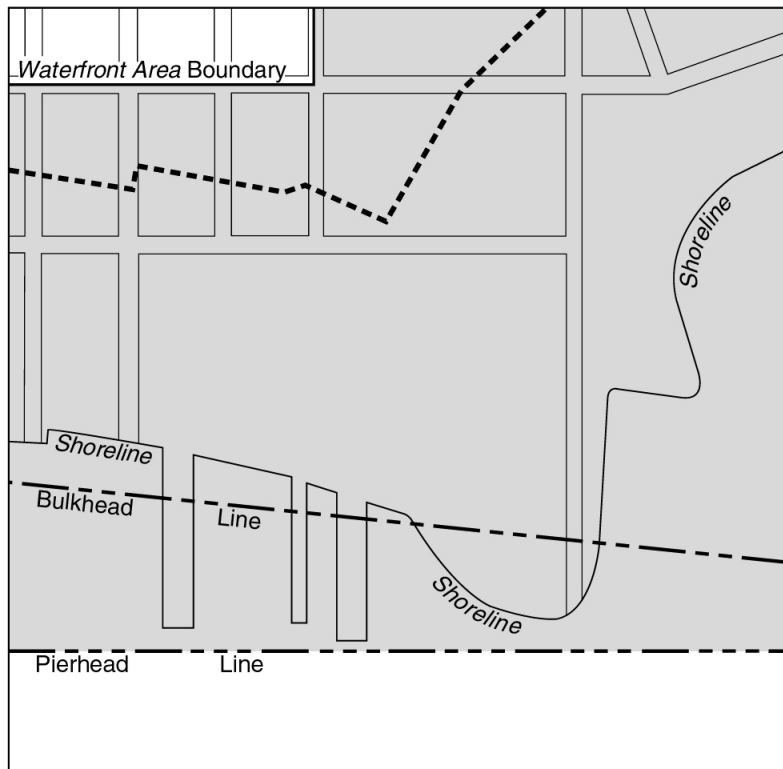 Waterfront Area Boundary
Shoreline
Shoreline
Bulkhead Line
Shoreline
Pierhead Line